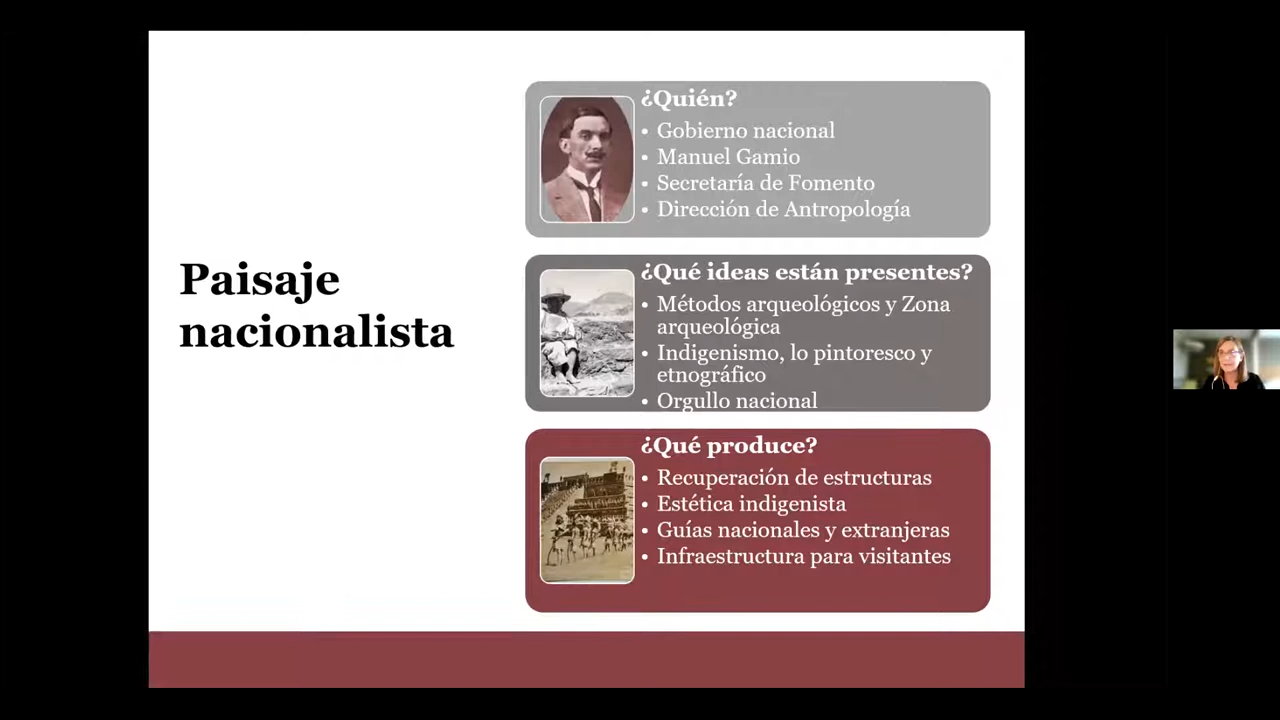 Paisaje
nacionalista
¿Quién?
• Gobierno nacional
• Manuel Gamio
• Secretaría de Fomento
• Dirección de Antropología
¿Qué ideas están presentes?
• Métodos arqueológicos y Zona
arqueológica
• Indigenismo, lo pintoresco y
etnográfico
• Orgullo nacional
¿Qué produce?
• Recuperación de estructuras
• Estética indigenista
• Guías nacionales y extranjeras
• Infraestructura para visitantes